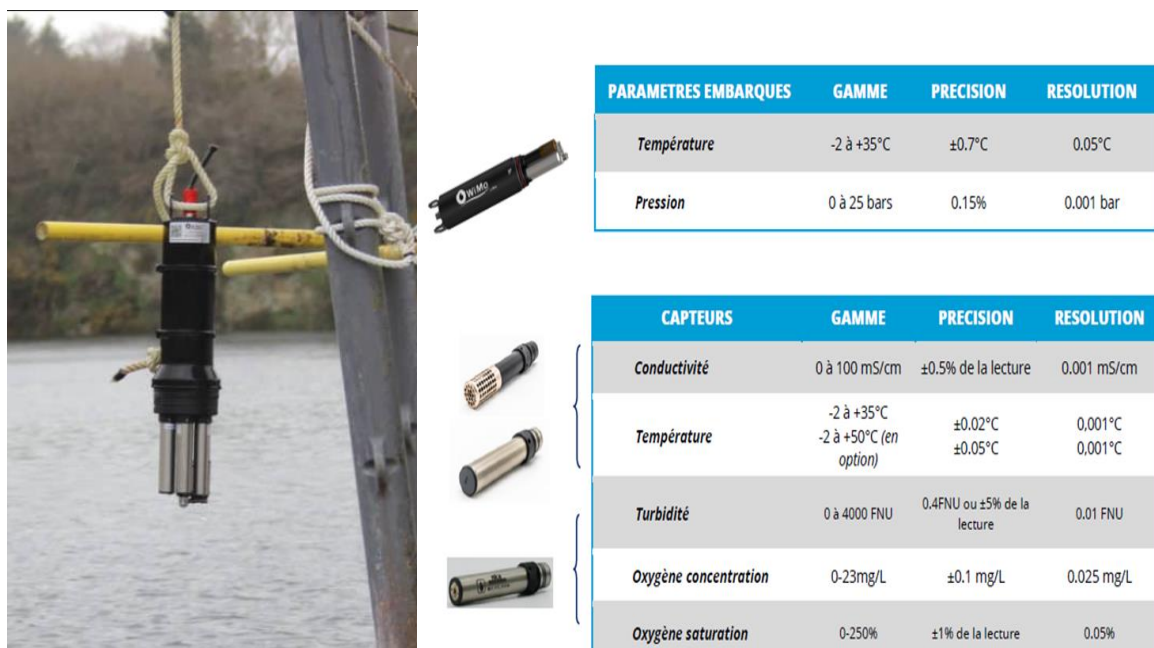 WiMo
PARAMETRES EMBARQUES GAMME PRECISION RESOLUTION
Température -2 à +35°C ±0.7°C 0.05°C
Pression 0 à 25 bars 0.15% 0.001 bar
CAPTEURS GAMME PRECISION RESOLUTION
Conductivité 0 à 100 mS/cm ±0.5% de la lecture 0.001 mS/cm
Température -2 à +35°C ±0.02°C 0,001°C
-2 à +50°C (en ±0.05°C 0,001°C
option)
Turbidité 0 à 4000 FNU 0.4FNU ou ±5% de la 0.01 FNU
lecture
Oxygène concentration 0-23mg/L ±0.1 mg/L 0.025 mg/L
Oxygène saturation 0-250% ±1% de la lecture 0.05%